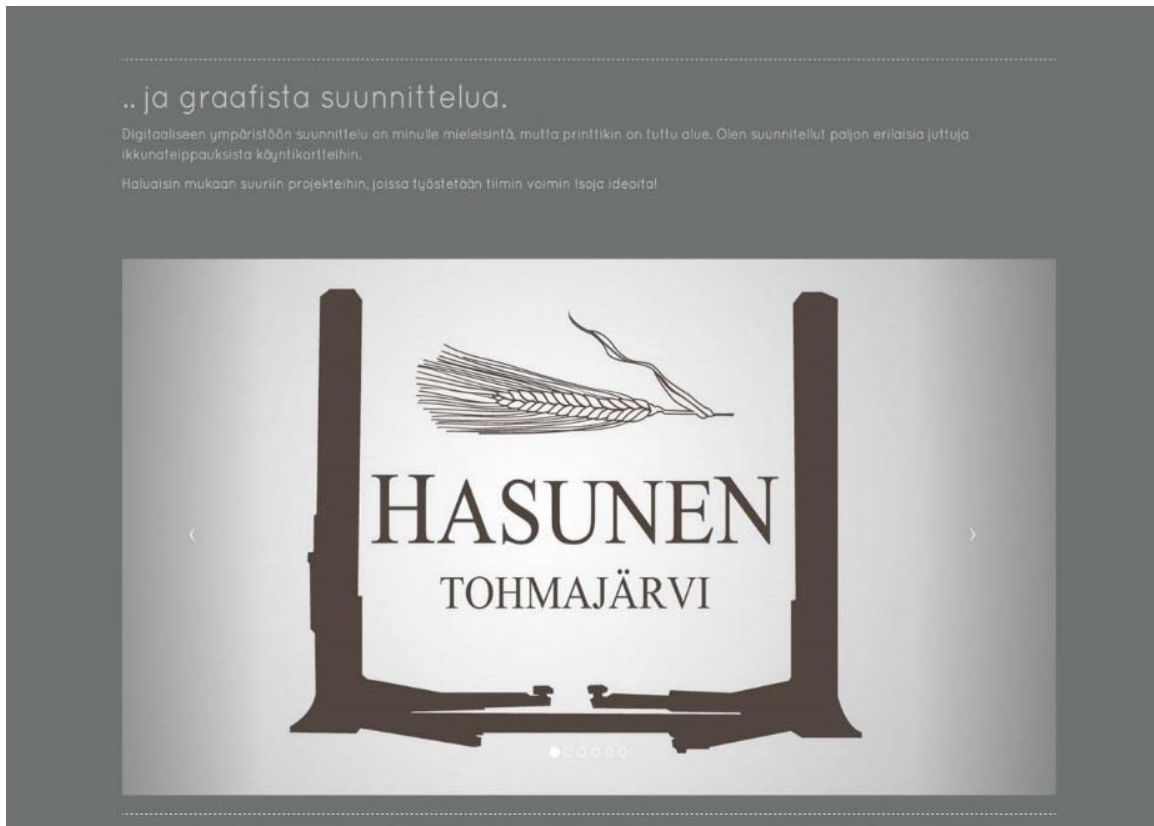 .. ja graafista suunnittelua.
Digitaaliseen ympäristöön suunnittelu on minulle mieleisintä, mutta printtikin on tuttu alue. Olen suunnitellut paljon erilaisia juttuja
ikkunateippauksista käyntikortteihin.
Haluaisin mukaan suuriin projekteihin, joissa työstetään tiimin voimin Isoja ideoita!
HASUNEN
TOHMAJÄRVI